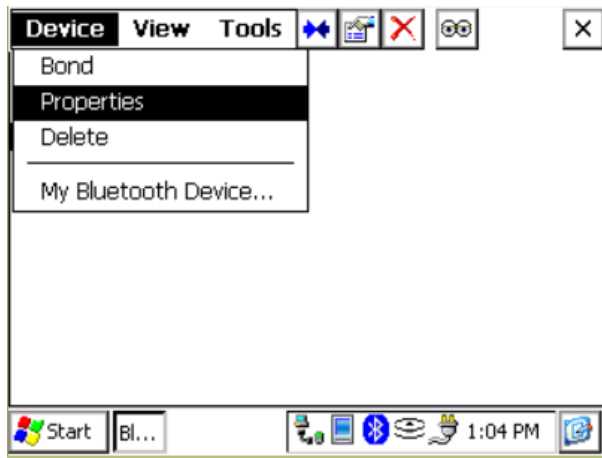 Device View Tools
Bond
Properties
Delete
My Bluetooth Device...
Start Bl... 1:04 PM